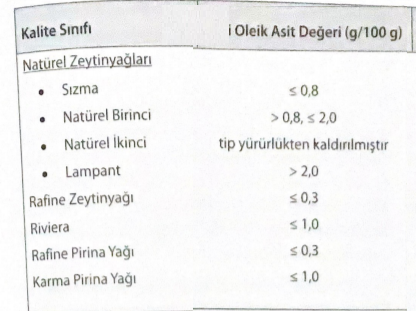 Kalite Sınıfı i Oleik Asit Değeri (g/100 g)
Natürel Zeytinyağları
• Sızma ≤ 0,8
• Natürel Birinci > 0,8, ≤ 2,0
• Natürel İkinci tip yürürlükten kaldırılmıştır
• Lampant > 2,0
Rafine Zeytinyağı ≤ 0,3
Riviera ≤ 1,0
Rafine Pirina Yağı ≤ 0,3
Karma Pirina Yağı ≤ 1,0